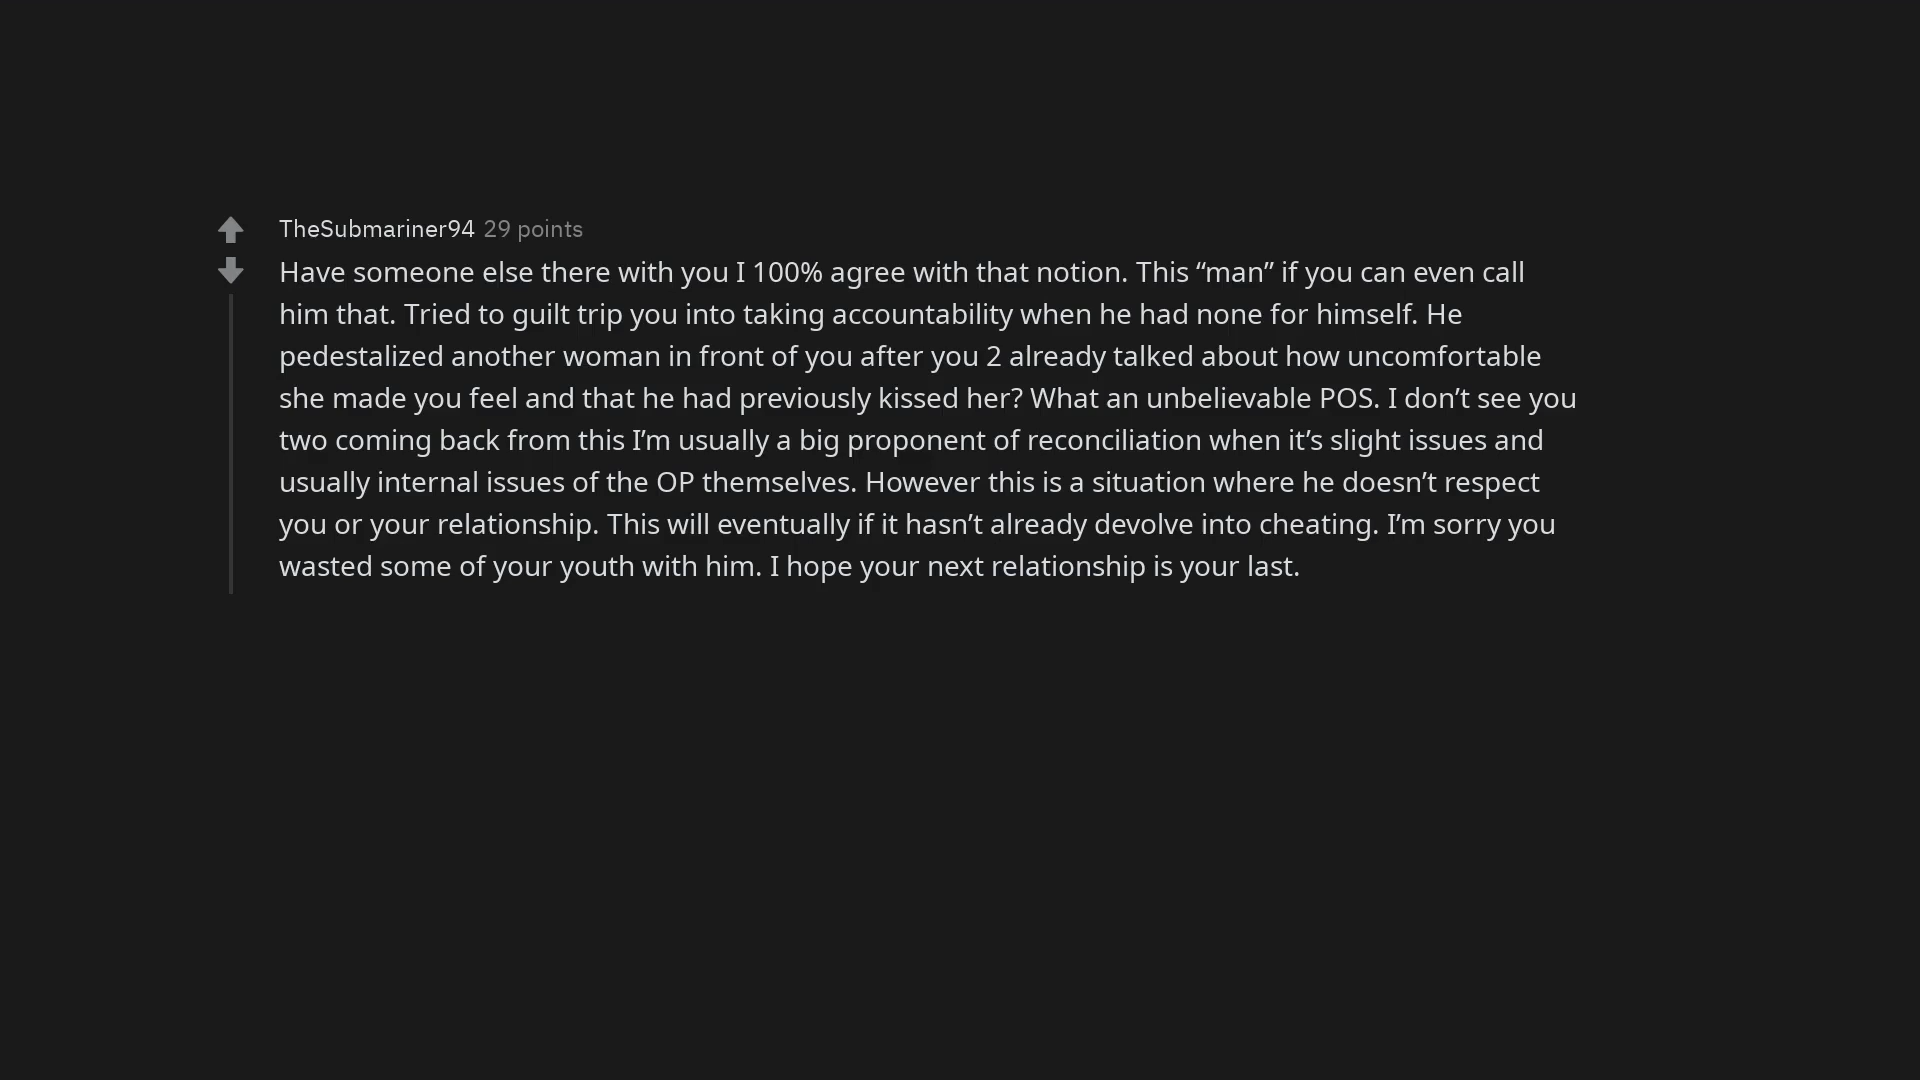 TheSubmariner94 29 points
Have someone else there with you I 100% agree with that notion. This “man” if you can even call
him that. Tried to guilt trip you into taking accountability when he had none for himself. He
pedestalized another woman in front of you after you 2 already talked about how uncomfortable
she made you feel and that he had previously kissed her? What an unbelievable POS. I don’t see you
two coming back from this I’m usually a big proponent of reconciliation when it’s slight issues and
usually internal issues of the OP themselves. However this is a situation where he doesn’t respect
you or your relationship. This will eventually if it hasn’t already devolve into cheating. I’m sorry you
wasted some of your youth with him. I hope your next relationship is your last.